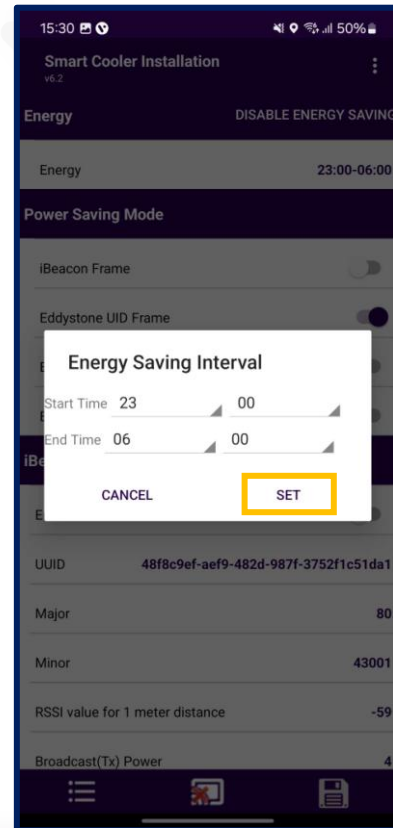 15:30 50%
Smart Cooler Installation
v6.2
Energy DISABLE ENERGY SAVING
Energy 23:00-06:00
Power Saving Mode
iBeacon Frame
Eddystone UID Frame
E
Energy Saving Interval
Start Time 23 00
E
End Time 06 00
iBe
CANCEL SET
E
UUID 48f8c9ef-aef9-482d-987f-3752f1c51da1
Major 80
Minor 43001
RSSI value for 1 meter distance -59
Broadcast(Tx) Power 4